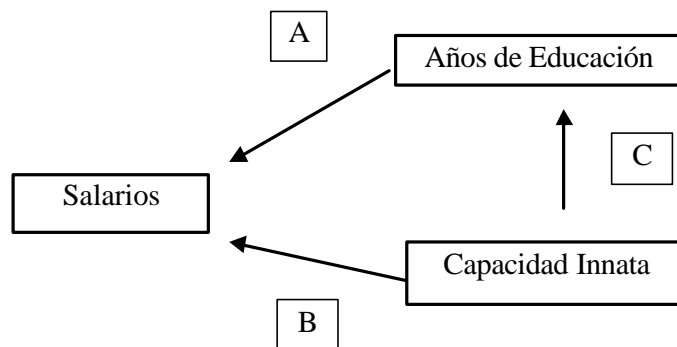 A
Años de Educación
C
Salarios
Capacidad Innata
B